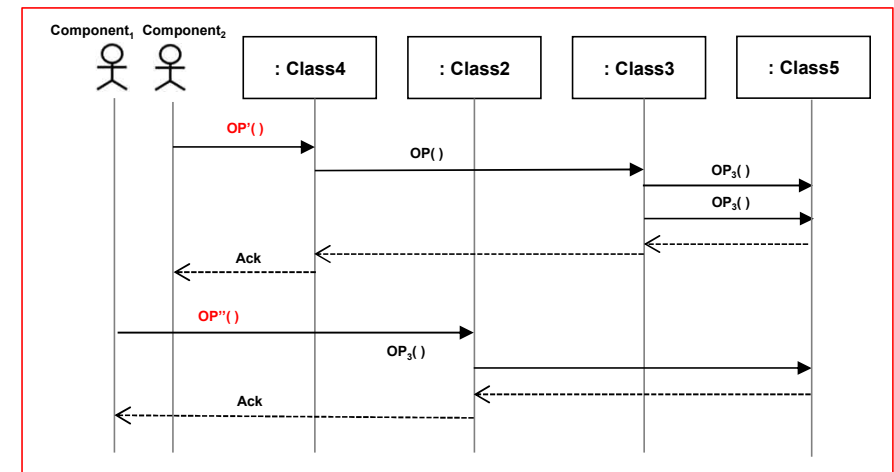 Component₁ Component₂
: Class4
: Class2
: Class3
: Class5
OP’( )
OP( )
OP₃( )
OP₃( )
Ack
OP’’( )
OP₃( )
Ack